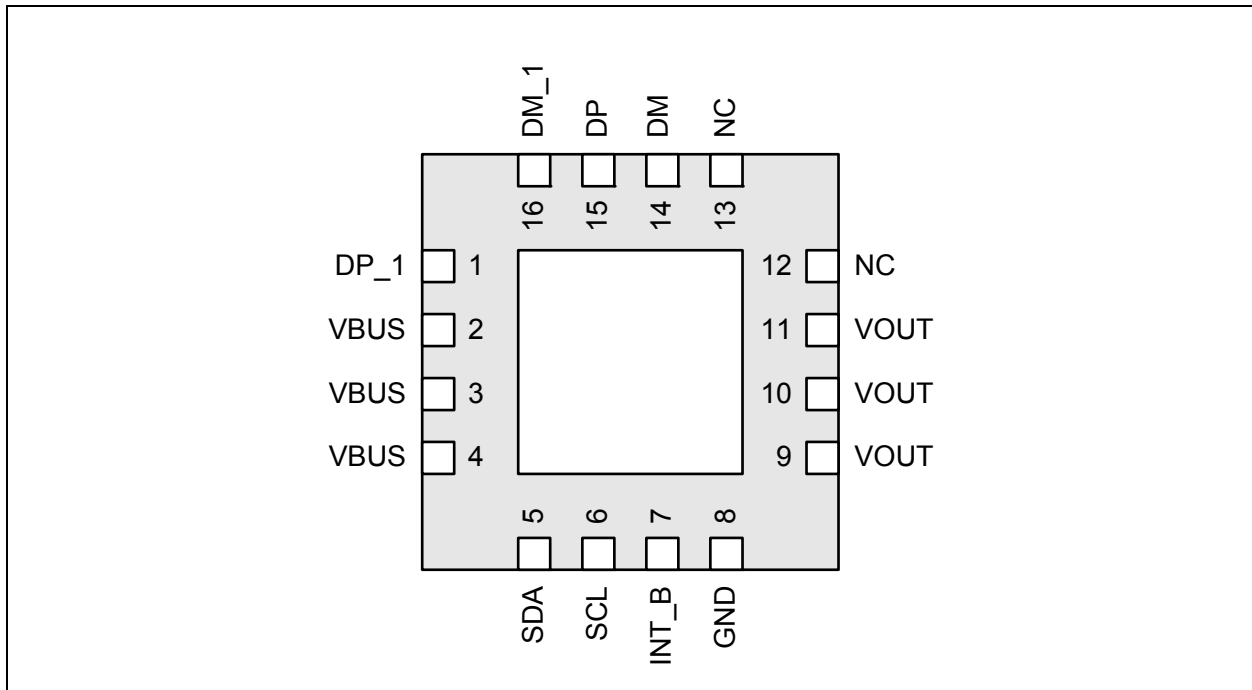 DM_1
DP
DM
NC
16
15
14
13
DP_1 1
12 NC
VBUS 2
11 VOUT
VBUS 3
10 VOUT
VBUS 4
9 VOUT
5
6
7
8
SDA
SCL
INT_B
GND